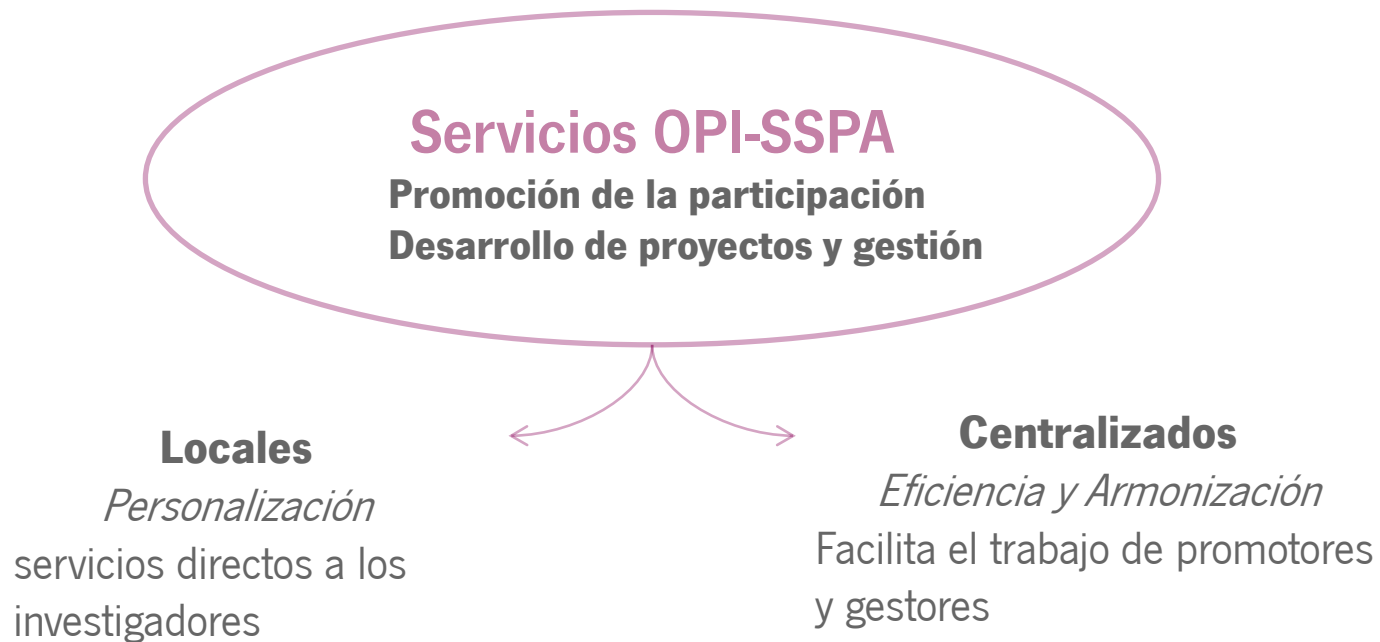 Servicios OPI-SSPA
Promoción de la participación
Desarrollo de proyectos y gestión
Locales
Personalización
servicios directos a los
investigadores
Centralizados
Eficiencia y Armonización
Facilita el trabajo de promotores
y gestores